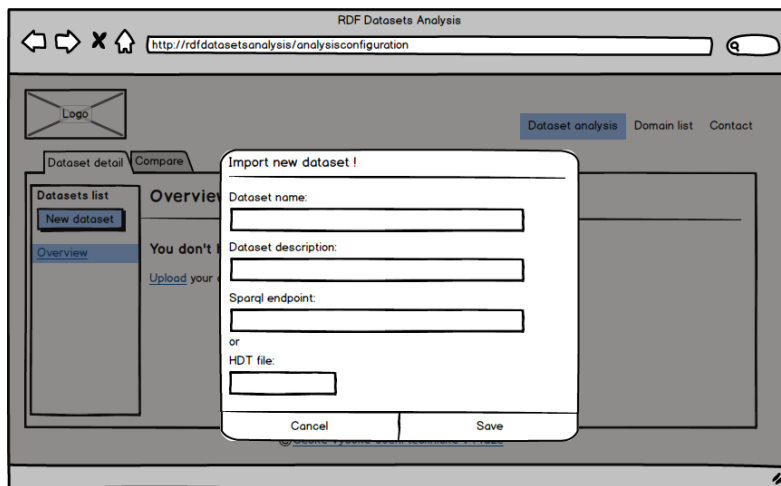 RDF Datasets Analysis
http://rdfdatasetsanalysis/analysisconfiguration
Logo
Dataset analysis Domain list Contact
Dataset detail Compare
Datasets list
New dataset
Overview
You don't
Upload your
Import new dataset !
Dataset name:
Dataset description:
Sparql endpoint:
or
HDT file:
Cancel Save